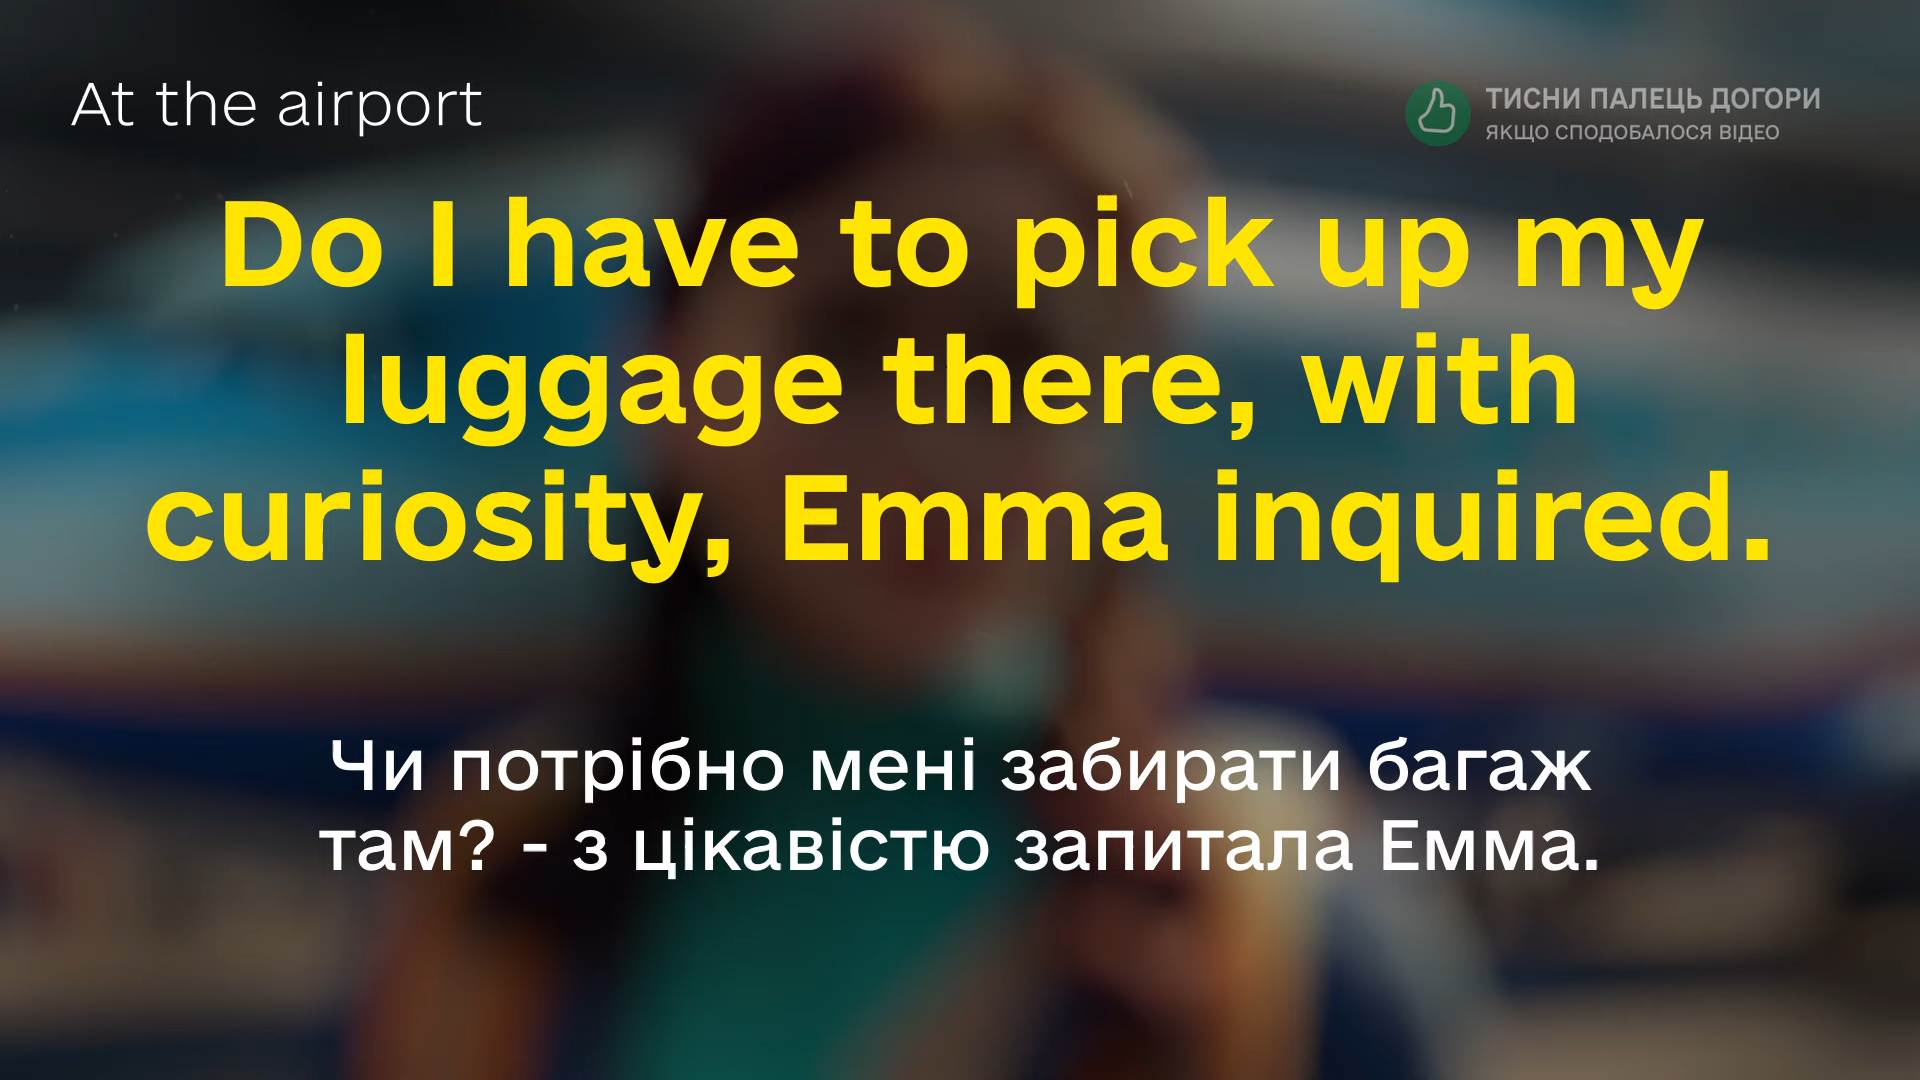 At the airport
ТИСНИ ПАЛЕЦЬ ДОГОРИ
ЯКЩО СПОДОБАЛОСЯ ВІДЕО
Do I have to pick up my
luggage there, with
curiosity, Emma inquired.
Чи потрібно мені забирати багаж
там? - з цікавістю запитала Емма.